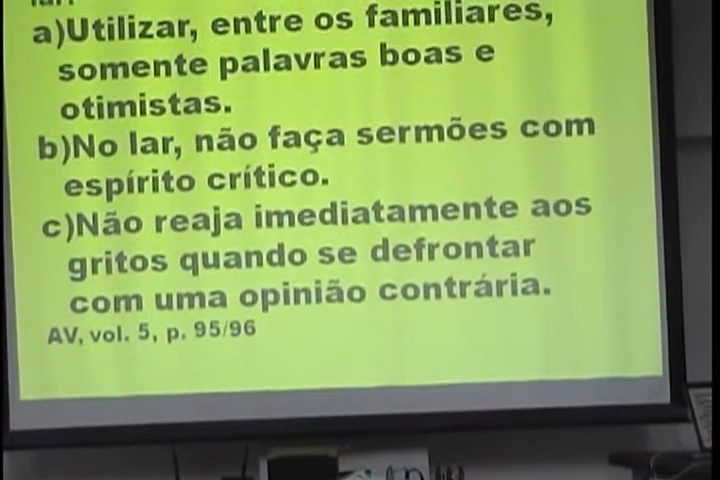 a)Utilizar, entre os familiares,
somente palavras boas e
otimistas.
b)No lar, não faça sermões com
espírito crítico.
c)Não reaja imediatamente aos
gritos quando se defrontar
com uma opinião contrária.
AV, vol. 5, p. 95/96